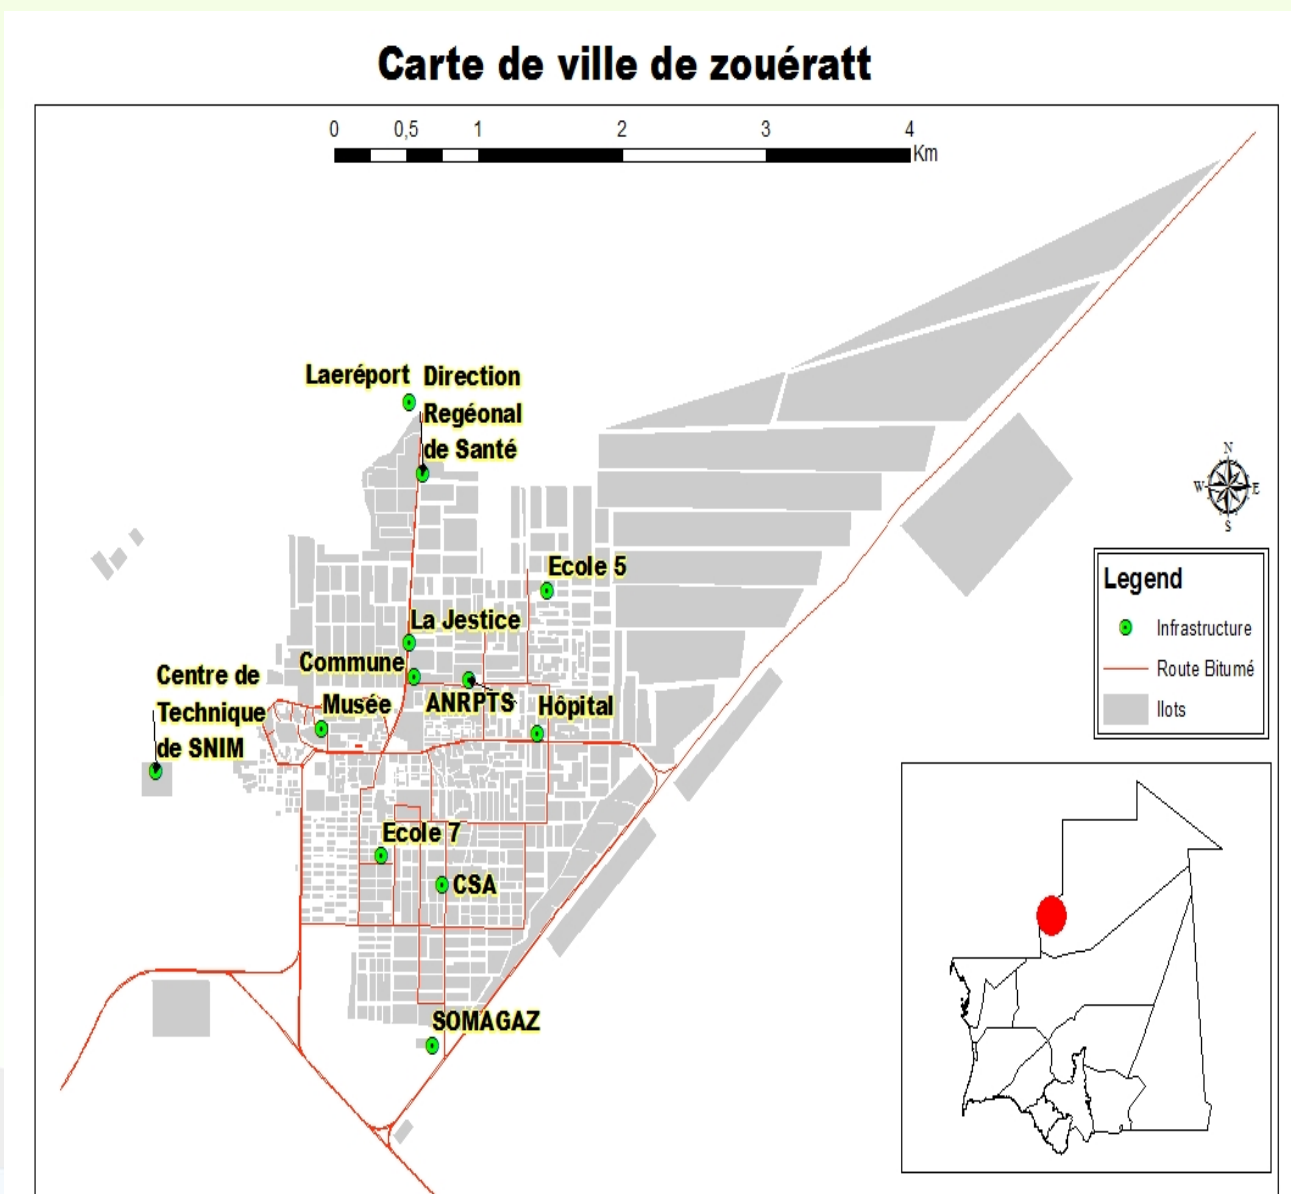 Carte de ville de zouératt
0 0,5 1 2 3 4
Km
Laeréport
Direction
Regéonal
de Santé
Ecole 5
La Jestice
Commune
Centre de
Technique
de SNIM
Musée
ANRPTS
Hôpital
Ecole 7
CSA
SOMAGAZ
N
W E
S
Legend
Infrastructure
Route Bitumé
Ilots